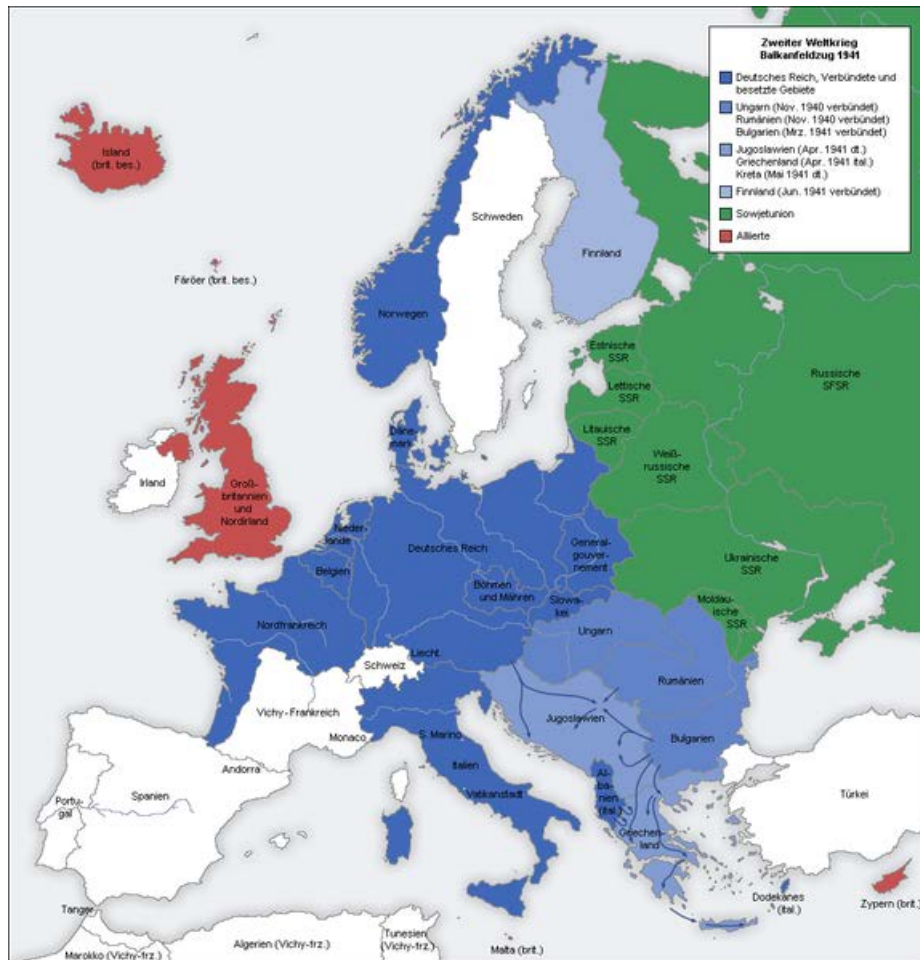 Zweiter Weltkrieg
Balkanfeldzug 1941
Deutsches Reich, Verbündete und
besetzte Gebiete
Ungarn (Nov. 1940 verbündet)
Rumänien (Nov. 1940 verbündet)
Bulgarien (Mrz. 1941 verbündet)
Jugoslawien (Apr. 1941 dt.)
Griechenland (Apr. 1941 ital.)
Kreta (Mai 1941 dt.)
Finnland (Jun. 1941 verbündet)
Sowjetunion
Alliierte
Island
(brit. bes.)
Schweden
Finnland
Färöer (brit. bes.)
Norwegen
Estnische
SSR
Lettische
SSR
Russische
SFSR
Litauische
SSR
Däne-
mark
Weiß-
russische
SSR
Irland
Groß-
britannien
und
Nordirland
Nieder-
lande
Deutsches Reich
General-
gouver-
nement
Belgien
Ukrainische
SSR
Böhmen
und Mähren
Slowa-
kei
Moldau-
ische
SSR
Nordfrankreich
Ungarn
Liecht.
Schweiz
Rumänien
Vichy-Frankreich
Jugoslawien
Monaco
S. Marino
Bulgarien
Andorra
Italien
Portu-
gal
Spanien
Vatikanstadt
Al-
ba-
nien
(ital.)
Türkei
Griechen-
land
Tanger
Dodekanes
(ital.)
Zypern (brit.)
Marokko (Vichy-frz.)
Algerien (Vichy-frz.)
Tunesien
(Vichy-frz.)
Malta (brit.)